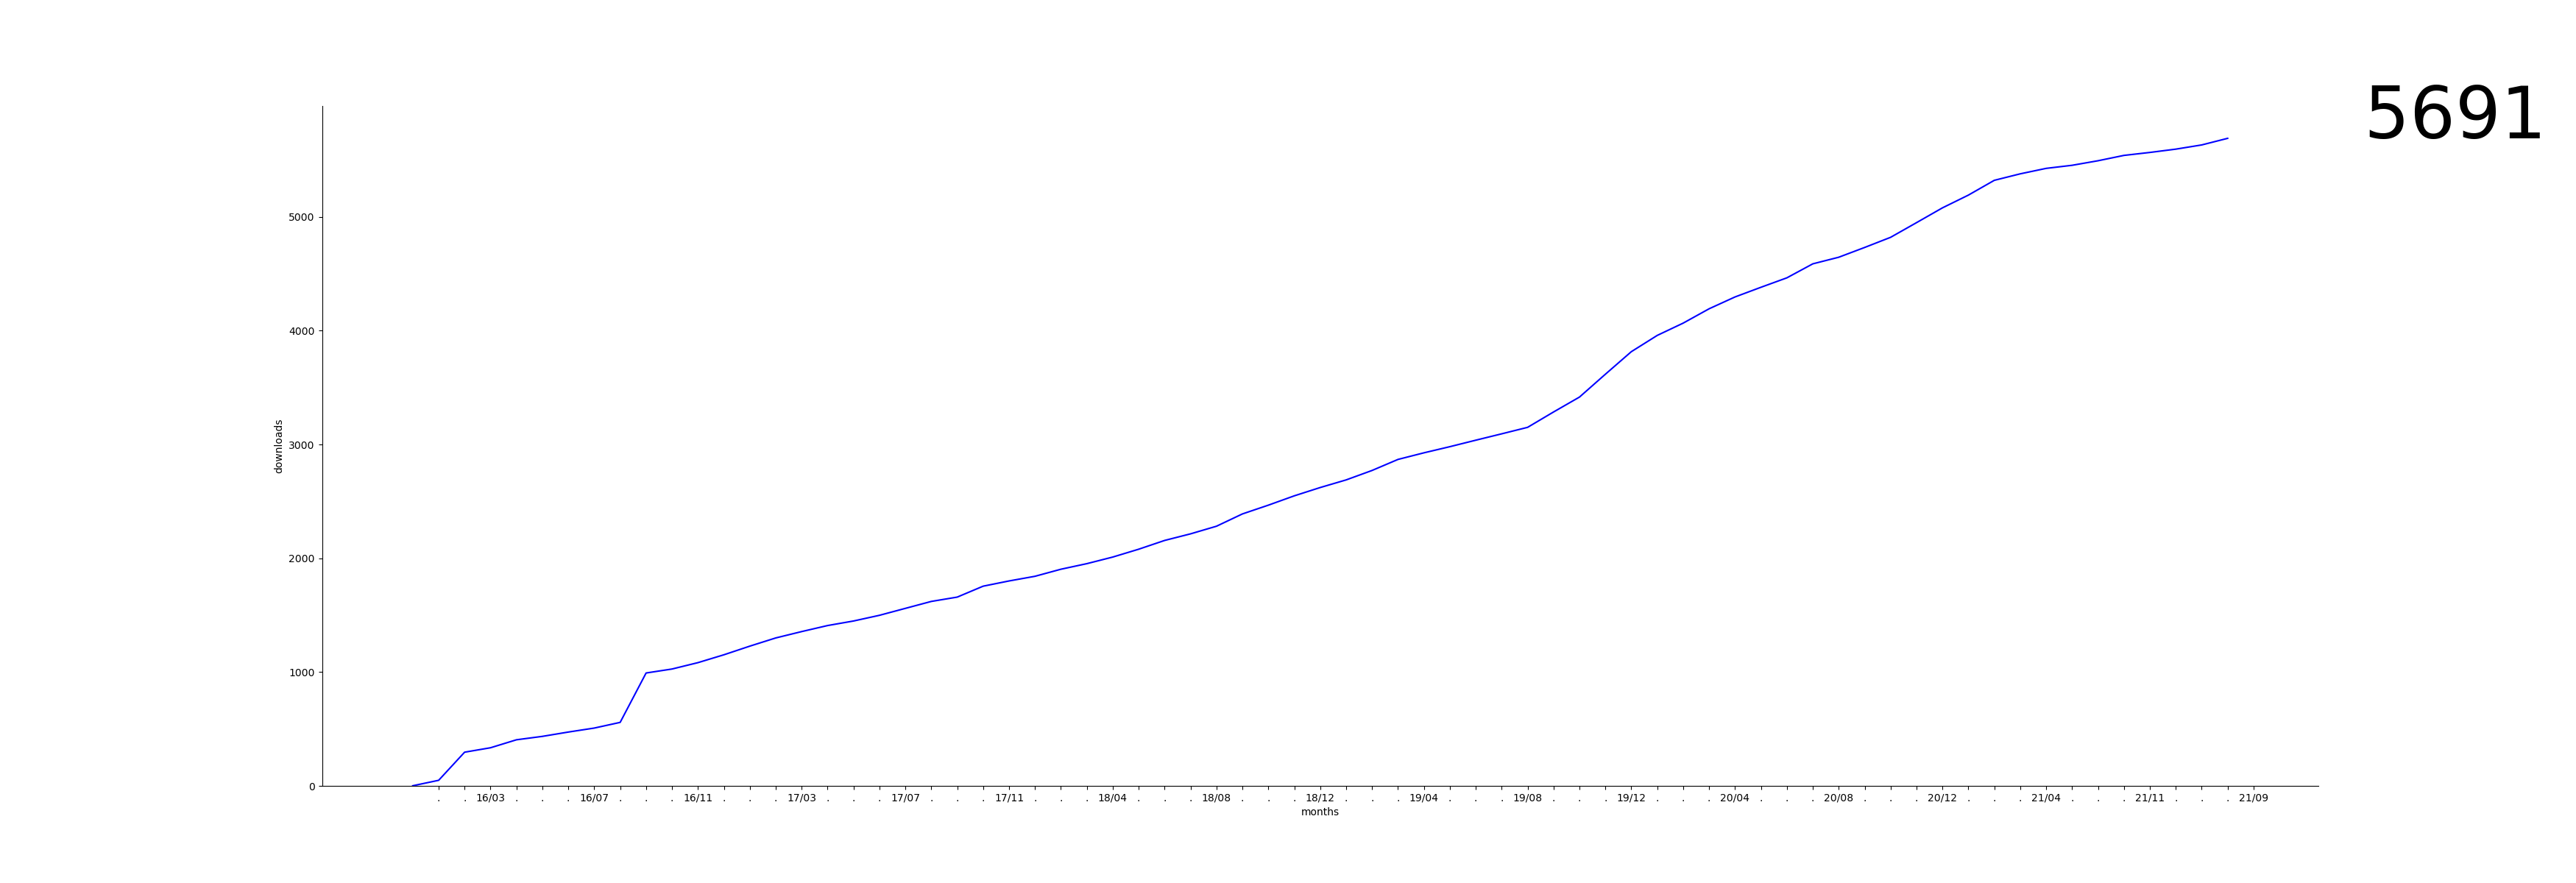 5691
5000
4000
3000
2000
1000
0
downloads
. . 16/03 . . . 16/07 . . . 16/11 . . . 17/03 . . . 17/07 . . . 17/11 . . . 18/04 . . . 18/08 . . . 18/12 . . . 19/04 . . . 19/08 . . . 19/12 . . . 20/04 . . . 20/08 . . . 20/12 . . . 21/04 . . . 21/11 . . . 21/09
months